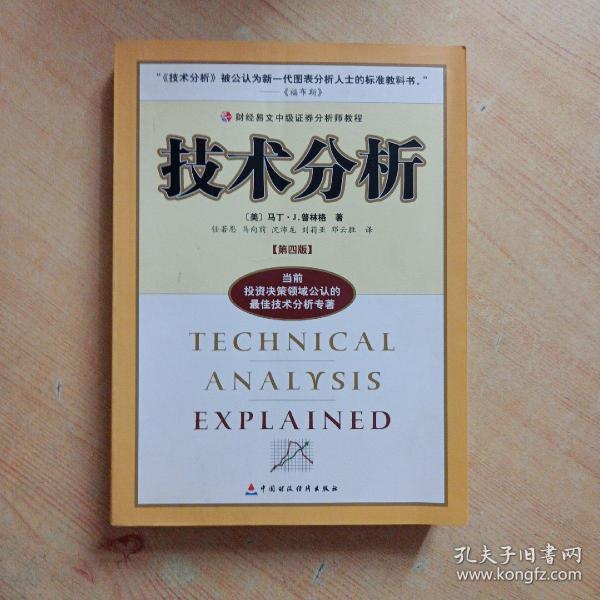 “《技术分析》被公认为新一代图表分析人士的标准教科书。”
——《福布斯》
财经易文中级证券分析师教程
技术分析
〔美〕马丁·J.普林格 著
任若恩 马向前 沈沛龙 刘莉亚 邓云胜 译
【第四版】
当前
投资决策领域公认的
最佳技术分析专著
TECHNICAL
ANALYSIS
EXPLAINED
中国财政经济出版社
孔夫子旧书网
www.kongfz.com